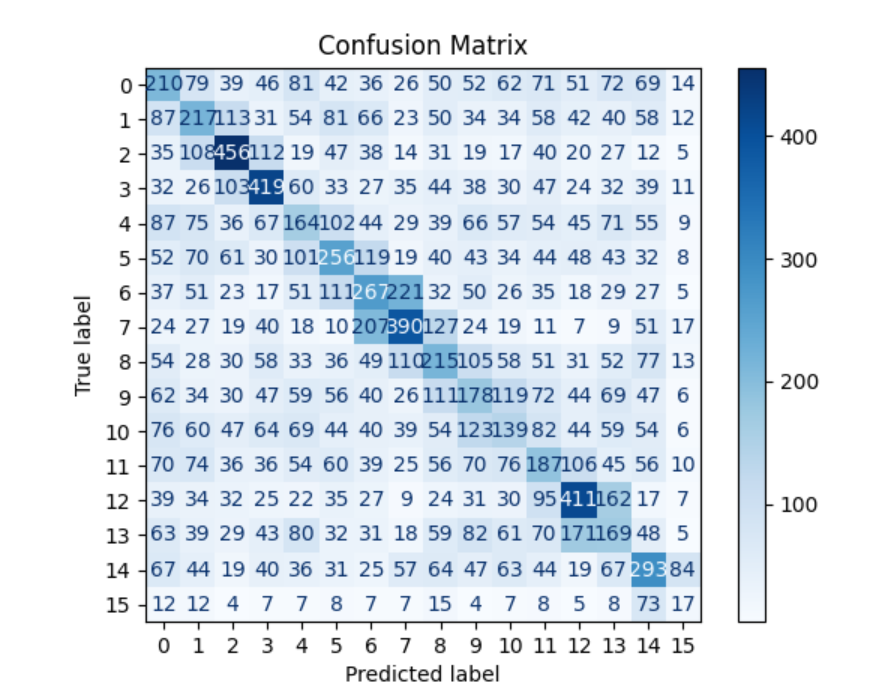 Confusion Matrix
0 210 79 39 46 81 42 36 26 50 52 62 71 51 72 69 14
1 87 217 113 31 54 81 66 23 50 34 34 58 42 40 58 12
2 35 108 456 112 19 47 38 14 31 19 17 40 20 27 12 5
3 32 26 103 419 60 33 27 35 44 38 30 47 24 32 39 11
4 87 75 36 67 164 102 44 29 39 66 57 54 45 71 55 9
5 52 70 61 30 101 256 119 19 40 43 34 44 48 43 32 8
6 37 51 23 17 51 111 267 221 32 50 26 35 18 29 27 5
7 24 27 19 40 18 10 207 390 127 24 19 11 7 9 51 17
8 54 28 30 58 33 36 49 110 215 105 58 51 31 52 77 13
9 62 34 30 47 59 56 40 26 111 178 119 72 44 69 47 6
10 76 60 47 64 69 44 40 39 54 123 139 82 44 59 54 6
11 70 74 36 36 54 60 39 25 56 70 76 187 106 45 56 10
12 39 34 32 25 22 35 27 9 24 31 30 95 411 162 17 7
13 63 39 29 43 80 32 31 18 59 82 61 70 171 169 48 5
14 67 44 19 40 36 31 25 57 64 47 63 44 19 67 293 84
15 12 12 4 7 7 8 7 7 15 4 7 8 5 8 73 17
0 1 2 3 4 5 6 7 8 9 10 11 12 13 14 15
True label
Predicted label
400
300
200
100